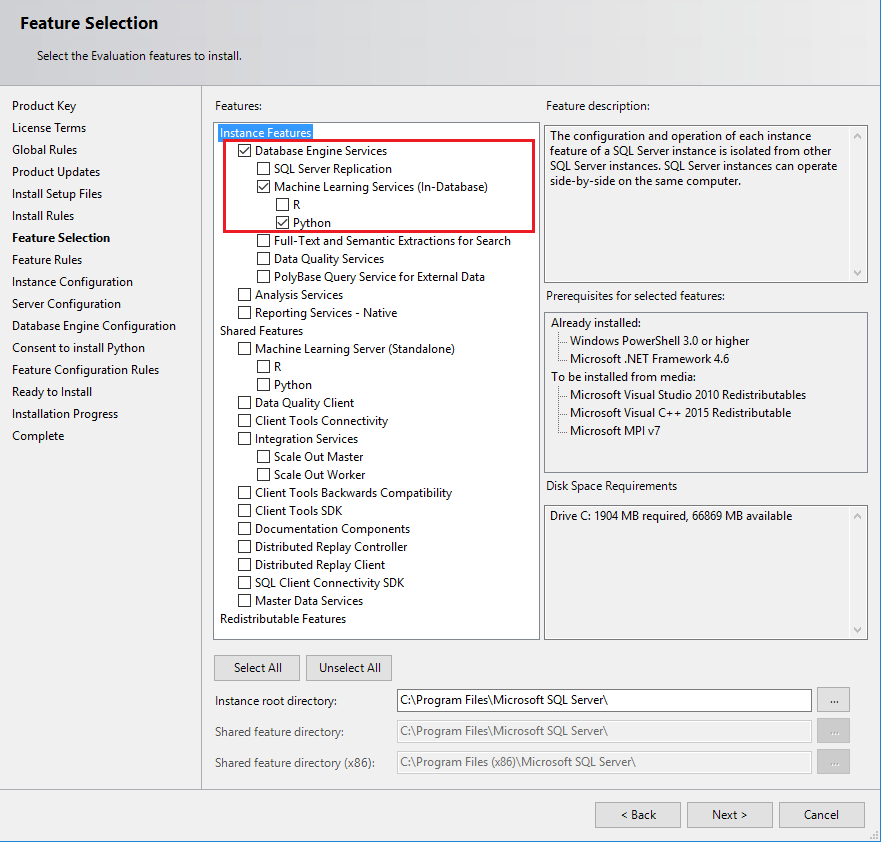 Feature Selection
Select the Evaluation features to install.
Product Key
License Terms
Global Rules
Product Updates
Install Setup Files
Install Rules
Feature Selection
Feature Rules
Instance Configuration
Server Configuration
Database Engine Configuration
Consent to install Python
Feature Configuration Rules
Ready to Install
Installation Progress
Complete
Features:
Instance Features
Database Engine Services
SQL Server Replication
Machine Learning Services (In-Database)
R
Python
Full-Text and Semantic Extractions for Search
Data Quality Services
PolyBase Query Service for External Data
Analysis Services
Reporting Services - Native
Shared Features
Machine Learning Server (Standalone)
R
Python
Data Quality Client
Client Tools Connectivity
Integration Services
Scale Out Master
Scale Out Worker
Client Tools Backwards Compatibility
Client Tools SDK
Documentation Components
Distributed Replay Controller
Distributed Replay Client
SQL Client Connectivity SDK
Master Data Services
Redistributable Features
Feature description:
The configuration and operation of each instance
feature of a SQL Server instance is isolated from other
SQL Server instances. SQL Server instances can operate
side-by-side on the same computer.
Prerequisites for selected features:
Already installed:
Windows PowerShell 3.0 or higher
Microsoft .NET Framework 4.6
To be installed from media:
Microsoft Visual Studio 2010 Redistributables
Microsoft Visual C++ 2015 Redistributable
Microsoft MPI v7
Disk Space Requirements
Drive C: 1904 MB required, 66869 MB available
Select All
Unselect All
Instance root directory:
C:\Program Files\Microsoft SQL Server\
...
Shared feature directory:
C:\Program Files\Microsoft SQL Server\
...
Shared feature directory (x86):
C:\Program Files (x86)\Microsoft SQL Server\
...
< Back
Next >
Cancel